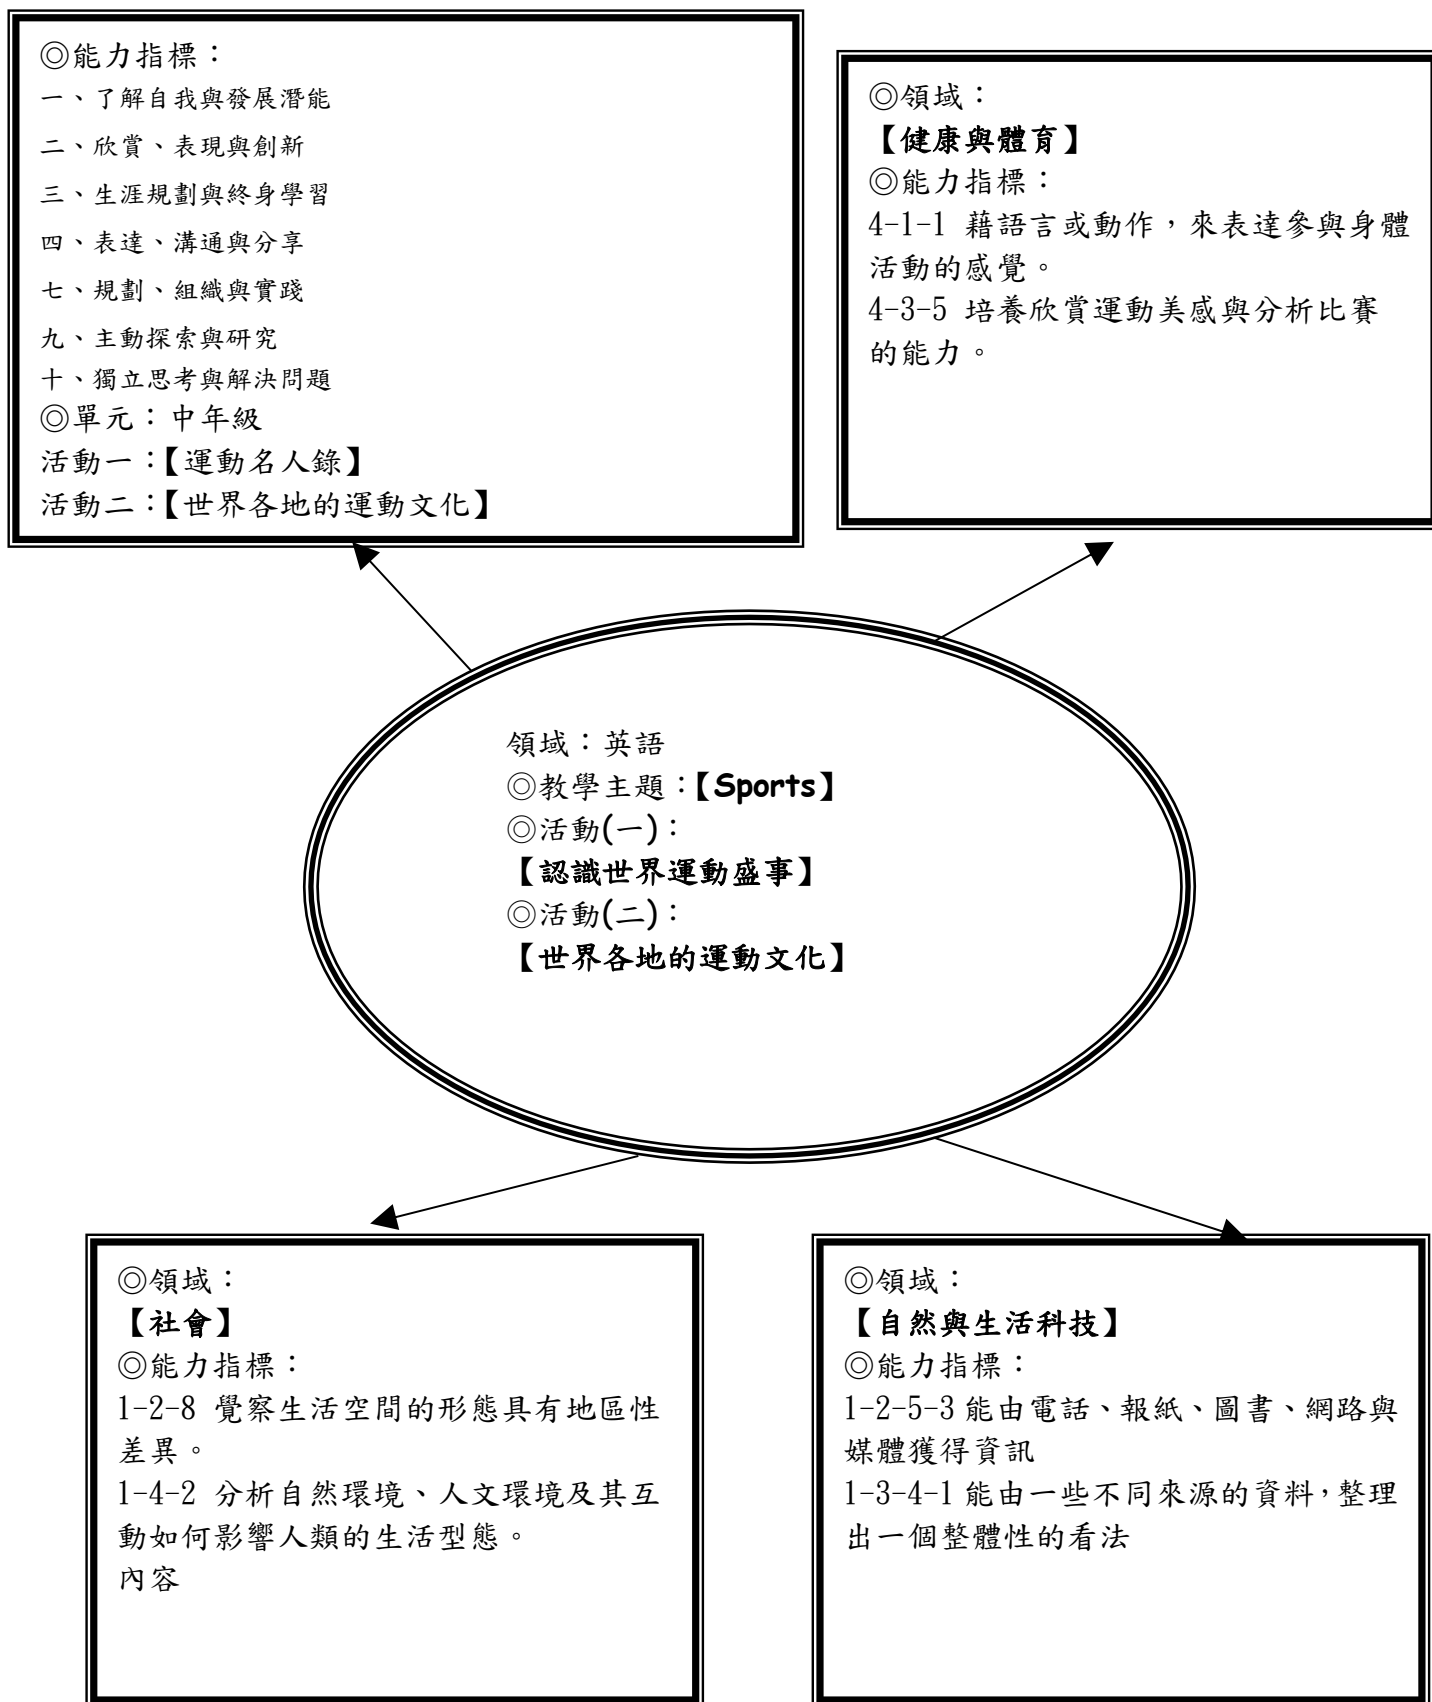 ◎能力指標：
一、了解自我與發展潛能
二、欣賞、表現與創新
三、生涯規劃與終身學習
四、表達、溝通與分享
七、規劃、組織與實踐
九、主動探索與研究
十、獨立思考與解決問題
◎單元：中年級
活動一：【運動名人錄】
活動二：【世界各地的運動文化】
◎領域：
【健康與體育】
◎能力指標：
4-1-1 藉語言或動作，來表達參與身體
活動的感覺。
4-3-5 培養欣賞運動美感與分析比賽
的能力。
領域：英語
◎教學主題：【Sports】
◎活動(一)：
【認識世界運動盛事】
◎活動(二)：
【世界各地的運動文化】
◎領域：
【社會】
◎能力指標：
1-2-8 覺察生活空間的形態具有地區性
差異。
1-4-2 分析自然環境、人文環境及其互
動如何影響人類的生活型態。
內容
◎領域：
【自然與生活科技】
◎能力指標：
1-2-5-3 能由電話、報紙、圖書、網路與
媒體獲得資訊
1-3-4-1 能由一些不同來源的資料，整理
出一個整體性的看法